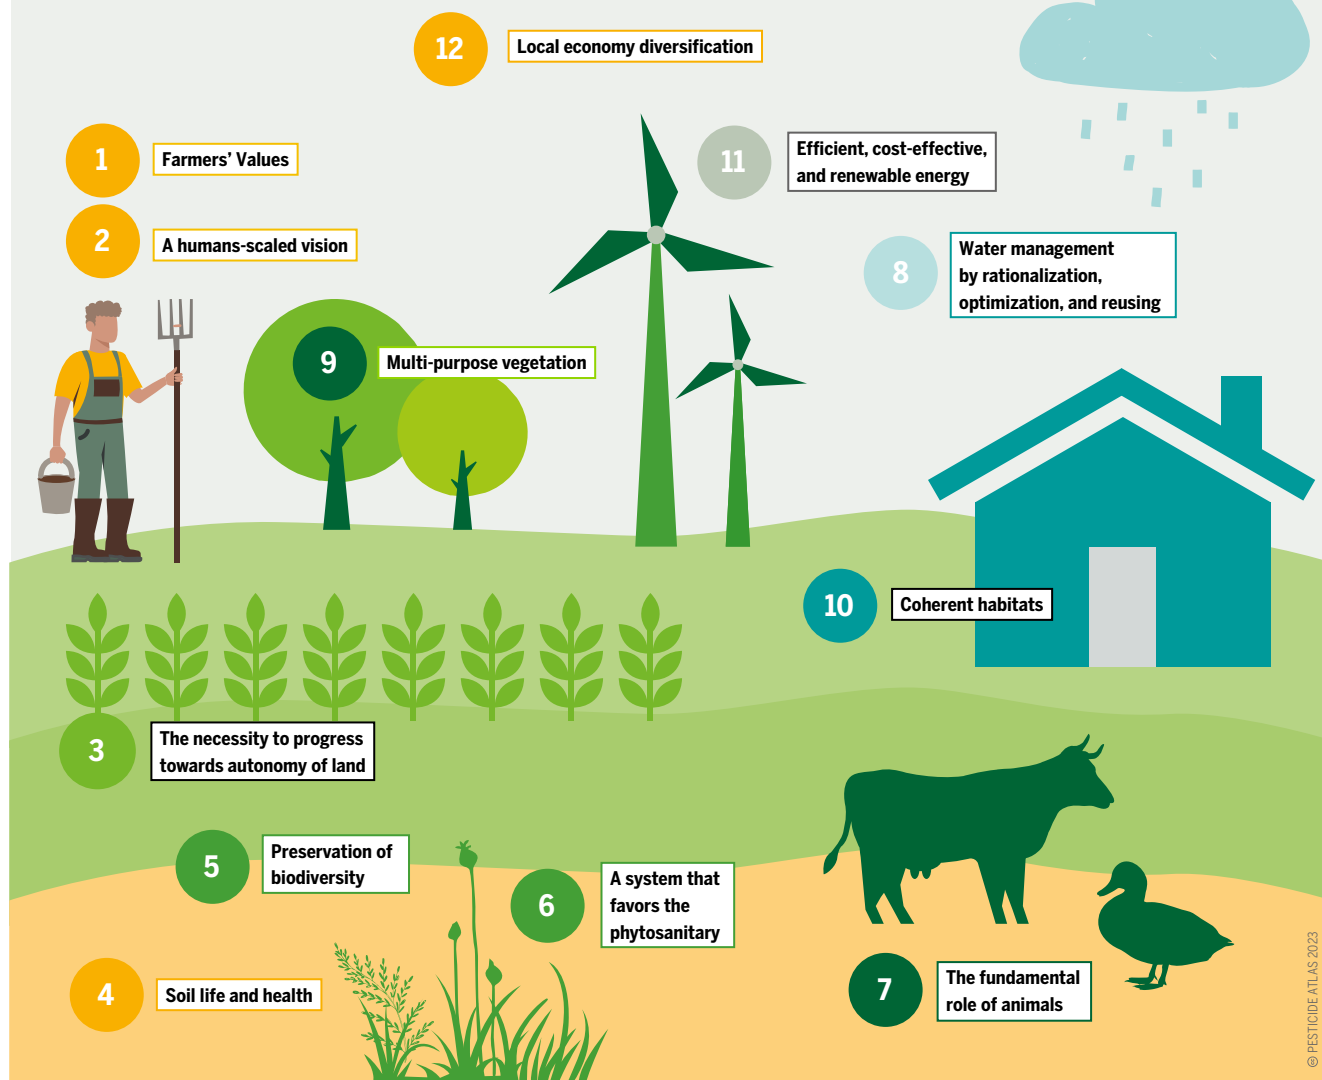 12
Local economy diversification
1
Farmers’ Values
11
Efficient, cost-effective,
and renewable energy
2
A humans-scaled vision
8
Water management
by rationalization,
optimization, and reusing
9
Multi-purpose vegetation
10
Coherent habitats
3
The necessity to progress
towards autonomy of land
5
Preservation of
biodiversity
6
A system that
favors the
phytosanitary
4
Soil life and health
7
The fundamental
role of animals
PESTICIDE ATLAS 2023